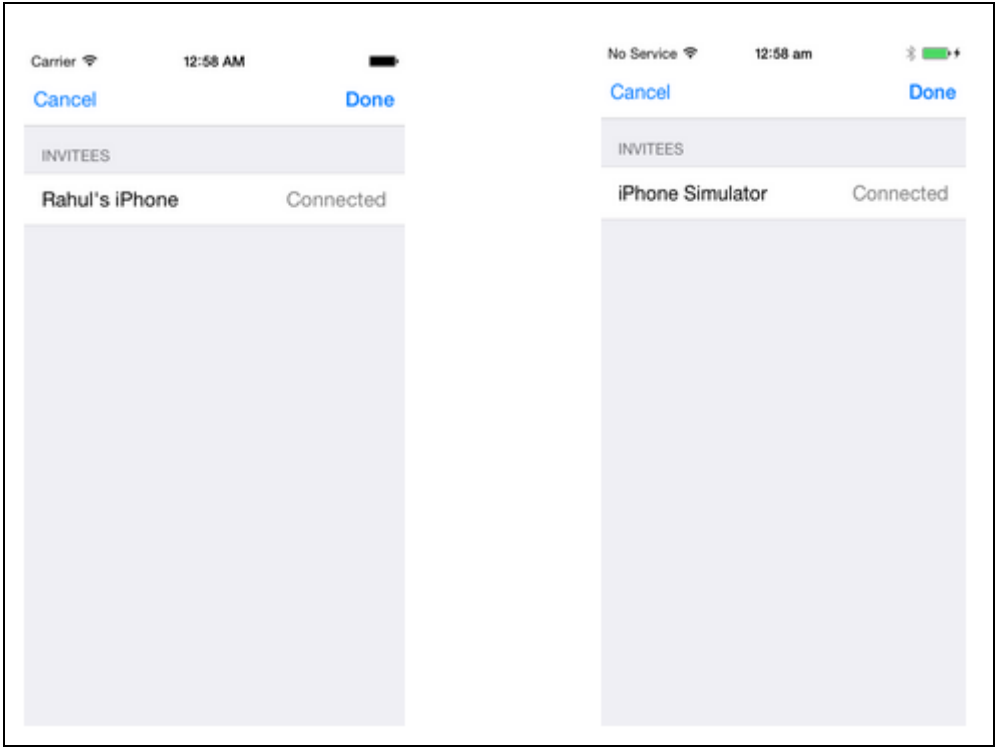 Carrier 12:58 AM
Cancel Done
INVITEES
Rahul's iPhone Connected
No Service 12:58 am
Cancel Done
INVITEES
iPhone Simulator Connected